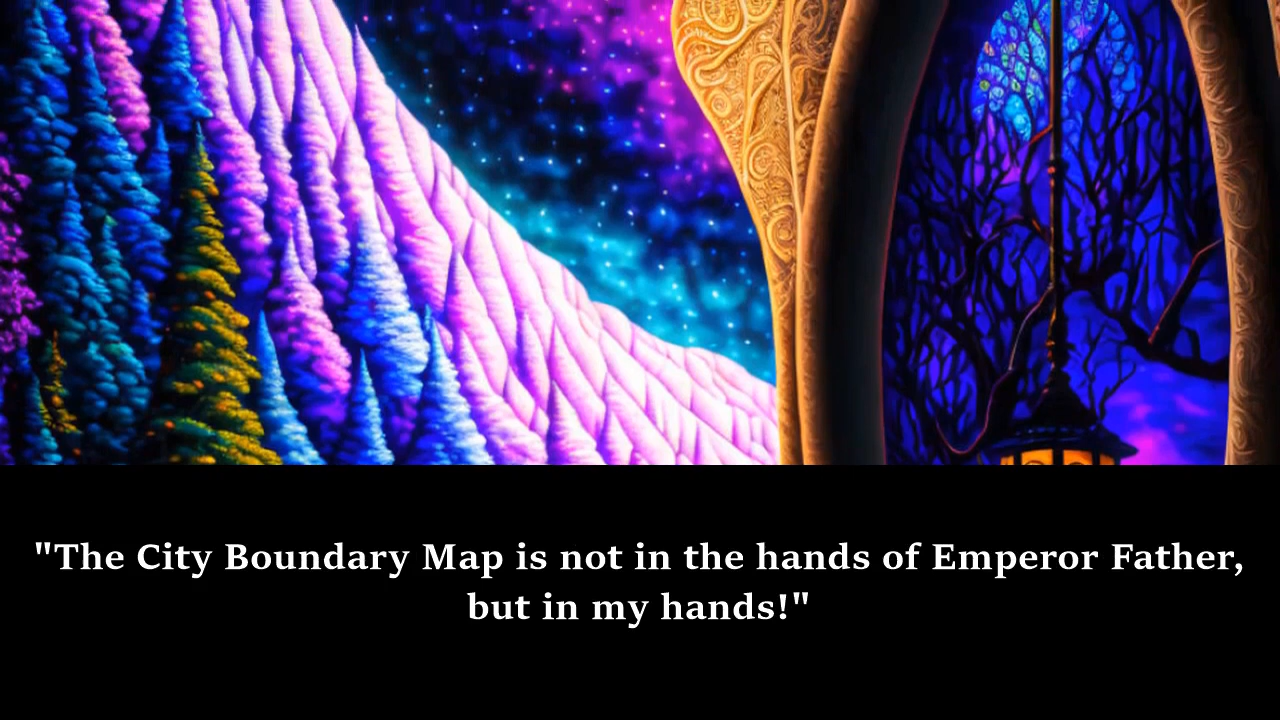 "The City Boundary Map is not in the hands of Emperor Father,
but in my hands!"